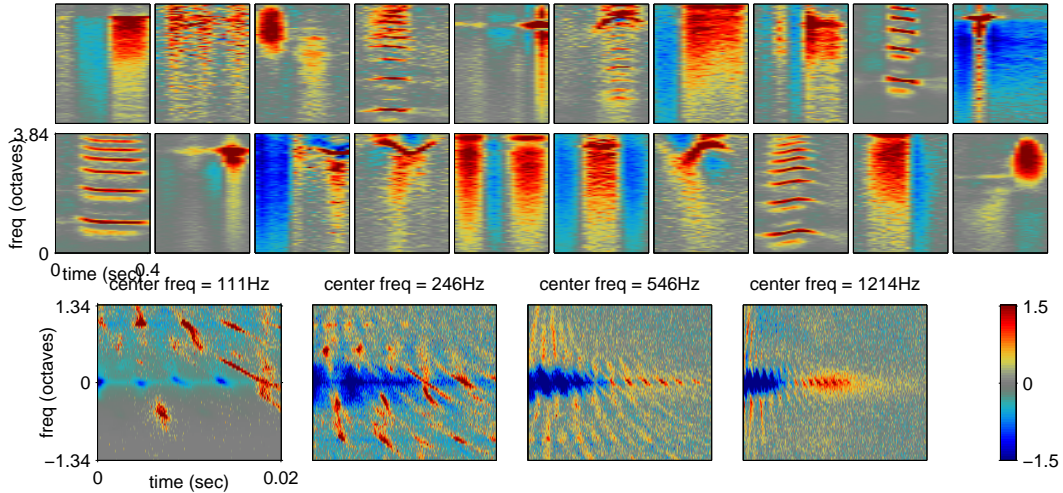 3.84
freq (octaves)
0
0
time (sec)
0.4
center freq = 111Hz
center freq = 246Hz
center freq = 546Hz
center freq = 1214Hz
1.34
freq (octaves)
0
−1.34
0
time (sec)
0.02
1.5
0
−1.5